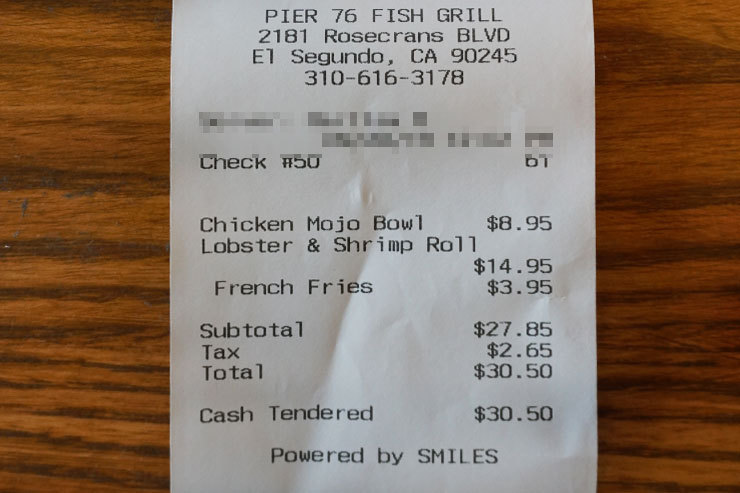 PIER 76 FISH GRILL
2181 Rosecrans BLVD
El Segundo, CA 90245
310-616-3178
Check #50
Chicken Mojo Bowl $8.95
Lobster & Shrimp Roll
$14.95
French Fries $3.95
Subtotal $27.85
Tax $2.65
Total $30.50
Cash Tendered $30.50
Powered by SMILES